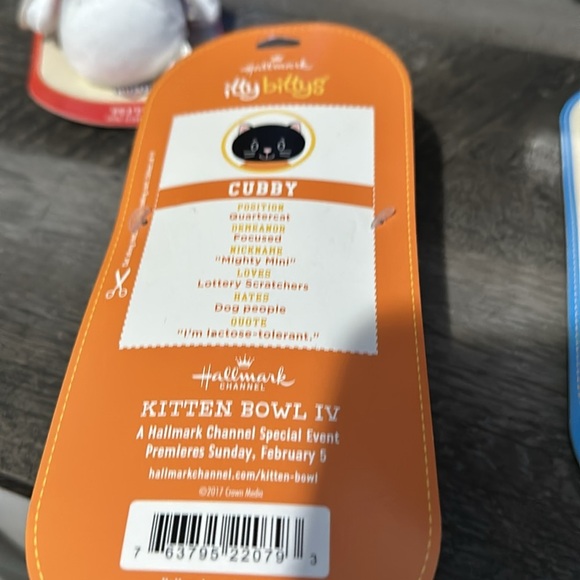 Hallmark
itty bittys
CUBBY
POSITION
Quartercat
DEMEANOR
Focused
NICKNAME
"Mighty Mini"
LOVES
Lottery Scratchers
HATES
Dog people
QUOTE
"I'm lactose-tolerant."
Hallmark
CHANNEL
KITTEN BOWL IV
A Hallmark Channel Special Event
Premieres Sunday, February 5
hallmarkchannel.com/kitten-bowl
©2017 Crown Media
7 63795 22079 3